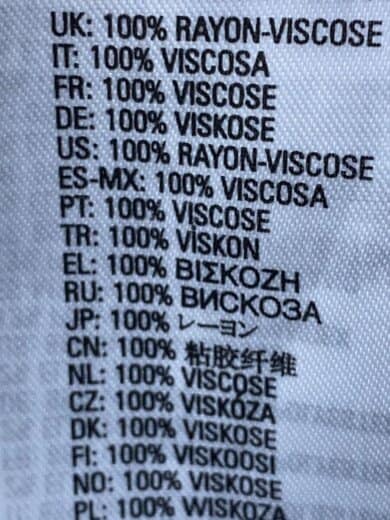 UK: 100% RAYON-VISCOSE
IT: 100% VISCOSA
FR: 100% VISCOSE
DE: 100% VISKOSE
US: 100% RAYON-VISCOSE
ES-MX: 100% VISCOSA
PT: 100% VISCOSE
TR: 100% VİSKON
EL: 100% ΒΙΣΚΟΖΗ
RU: 100% ВИСКОЗА
JP: 100% レーヨン
CN: 100% 粘胶纤维
NL: 100% VISCOSE
CZ: 100% VISKÓZA
DK: 100% VISKOSE
FI: 100% VISKOOSI
NO: 100% VISKOSE
PL: 100% WISKOZA